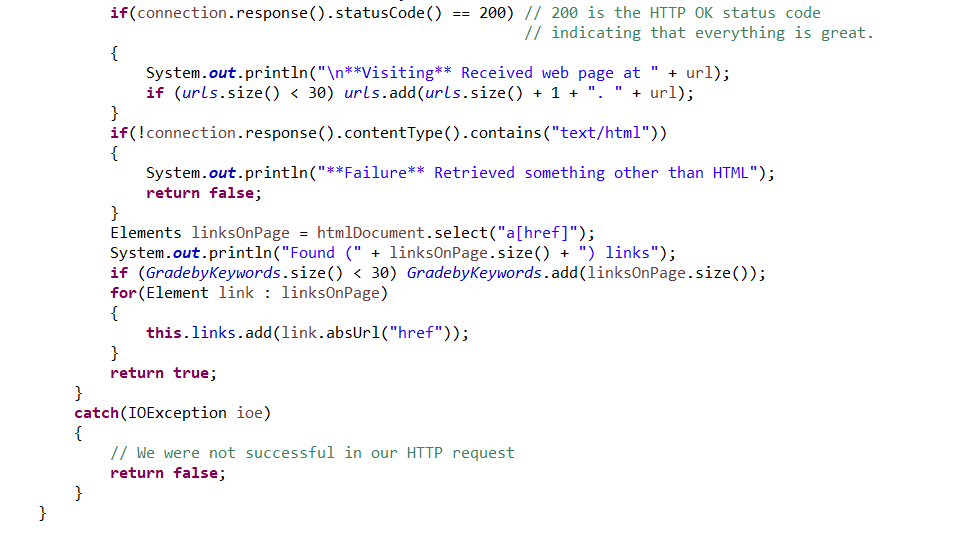 if(connection.response().statusCode() == 200) // 200 is the HTTP OK status code
// indicating that everything is great.
{
System.out.println("\n**Visiting** Received web page at " + url);
if (urls.size() < 30) urls.add(urls.size() + 1 + ". " + url);
}
if(!connection.response().contentType().contains("text/html"))
{
System.out.println("**Failure** Retrieved something other than HTML");
return false;
}
Elements linksOnPage = htmlDocument.select("a[href]");
System.out.println("Found (" + linksOnPage.size() + ") links");
if (GradebyKeywords.size() < 30) GradebyKeywords.add(linksOnPage.size());
for(Element link : linksOnPage)
{
this.links.add(link.absUrl("href"));
}
return true;
}
catch(IOException ioe)
{
// We were not successful in our HTTP request
return false;
}
}